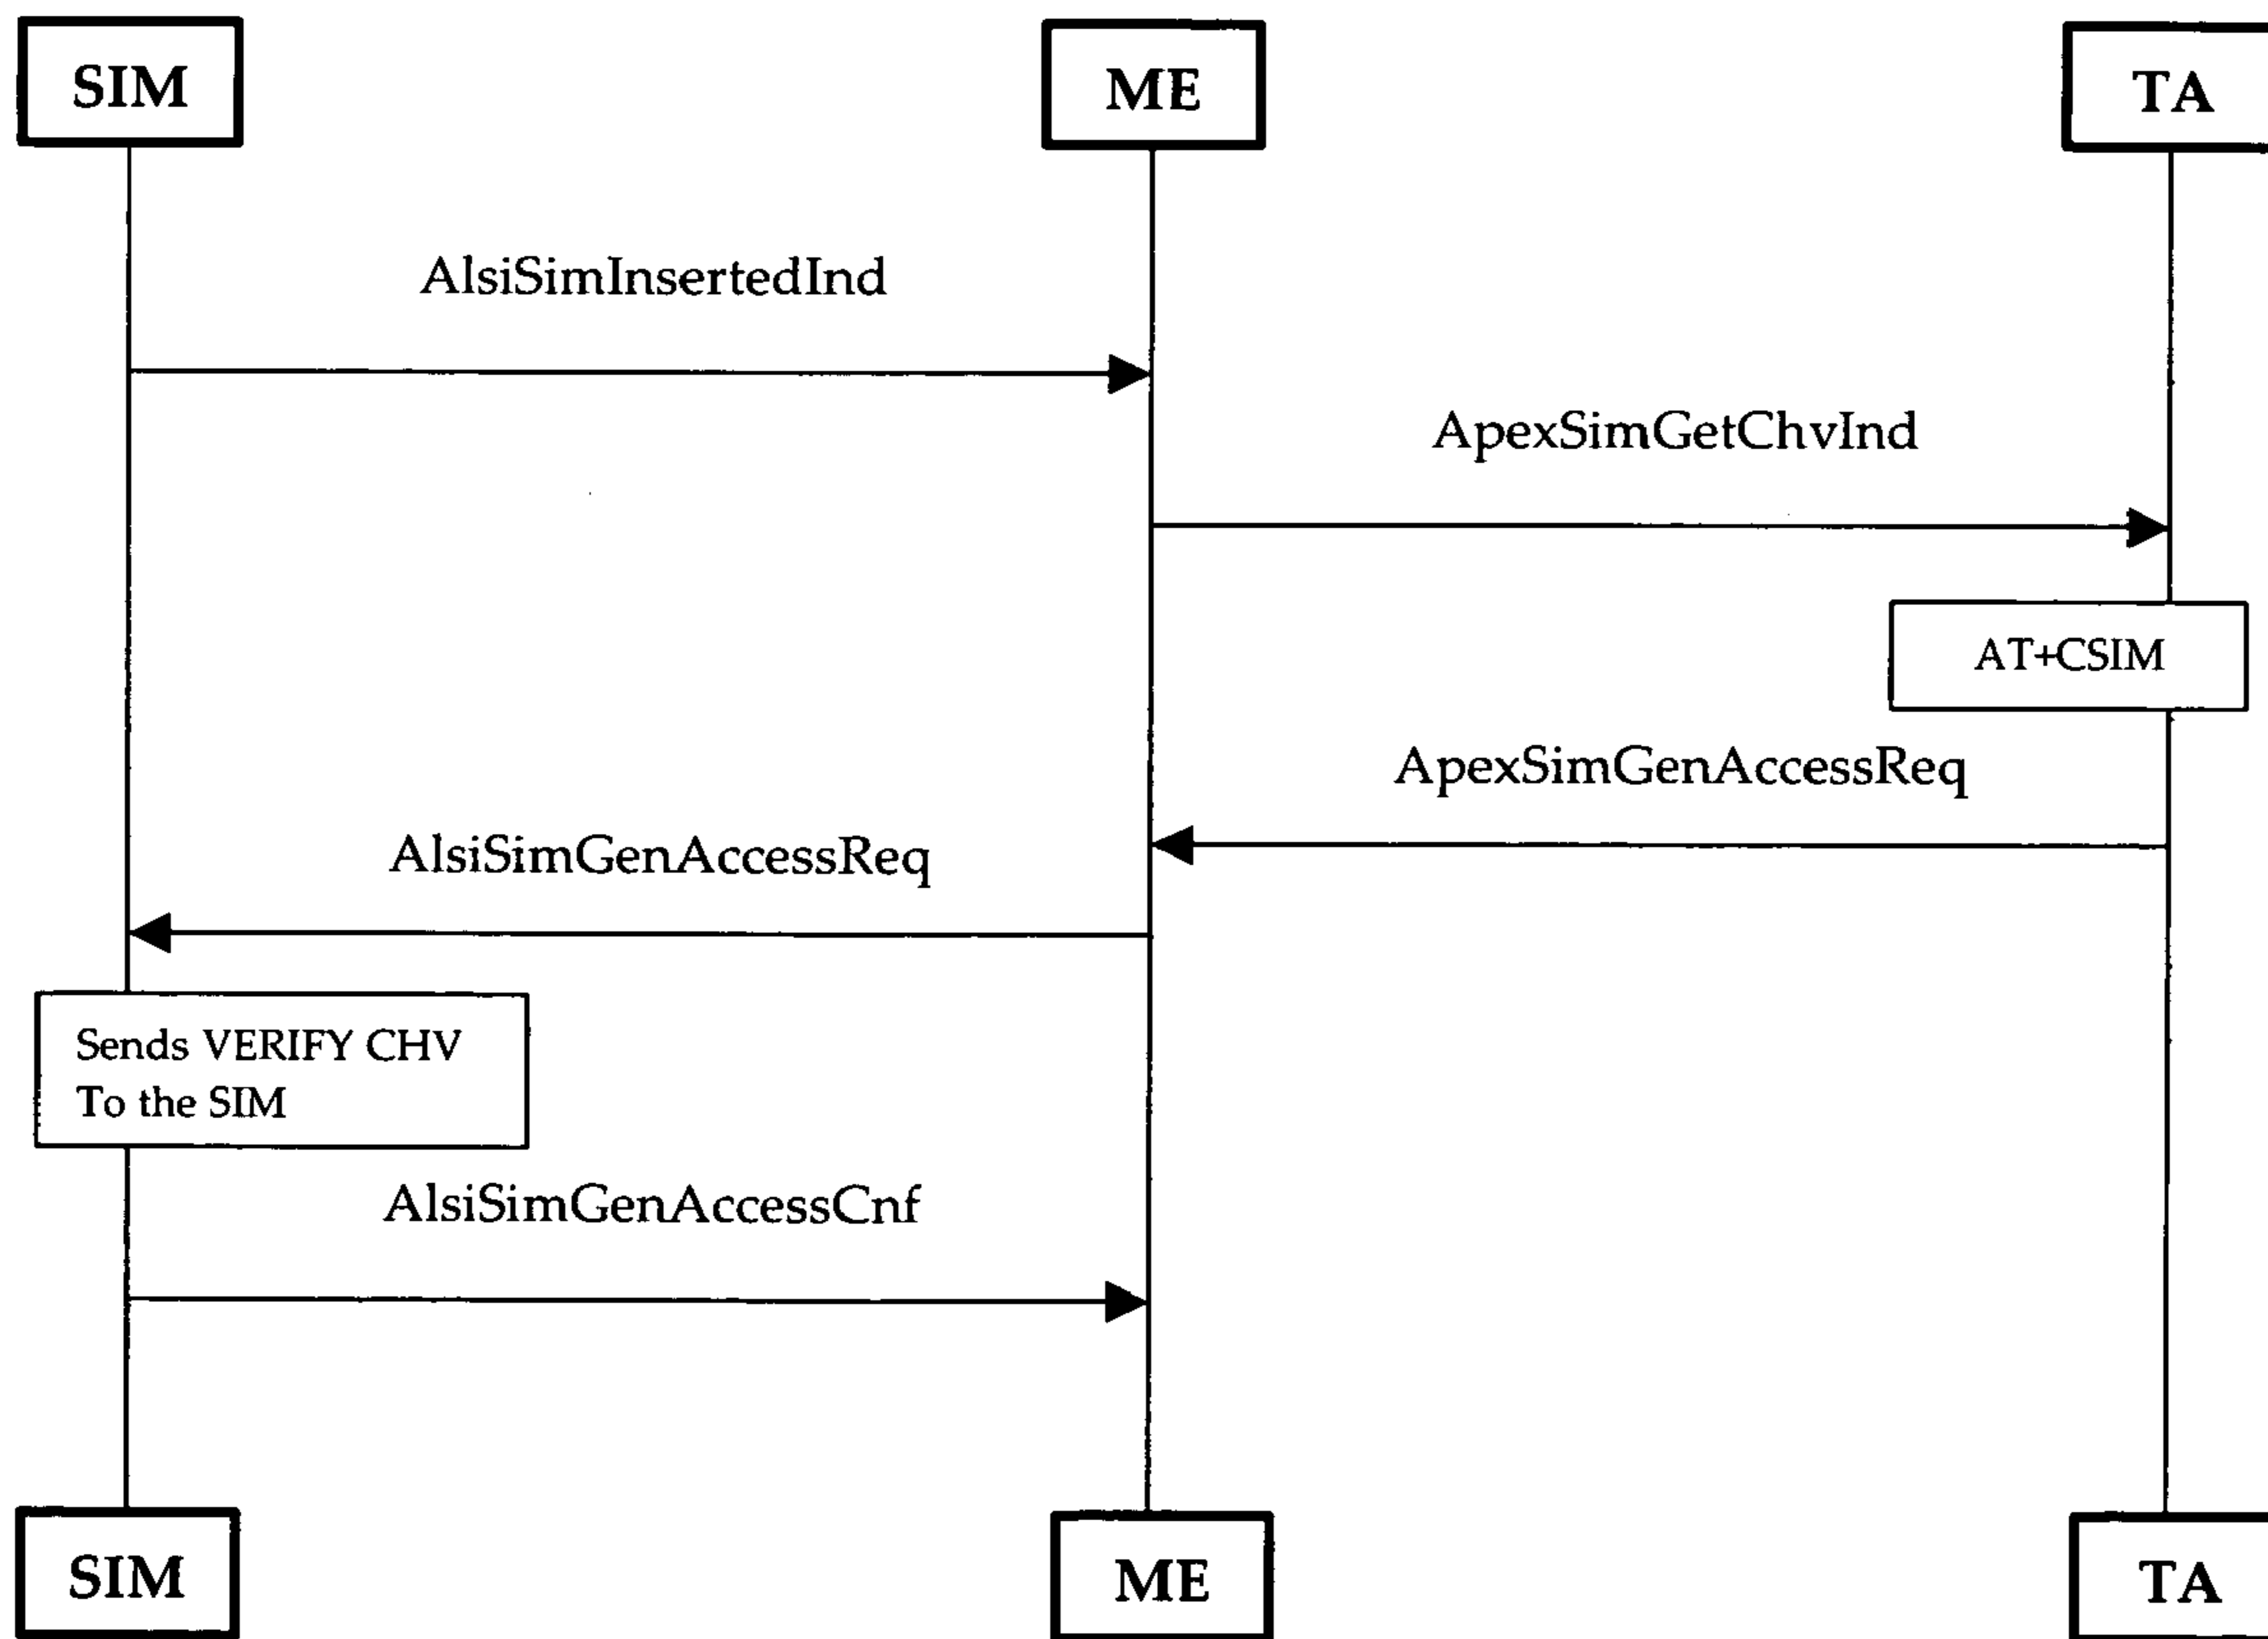 SIM
ME
TA
AlsiSimInsertedInd
ApexSimGetChvInd
AT+CSIM
ApexSimGenAccessReq
AlsiSimGenAccessReq
Sends VERIFY CHV
To the SIM
AlsiSimGenAccessCnf
SIM
ME
TA